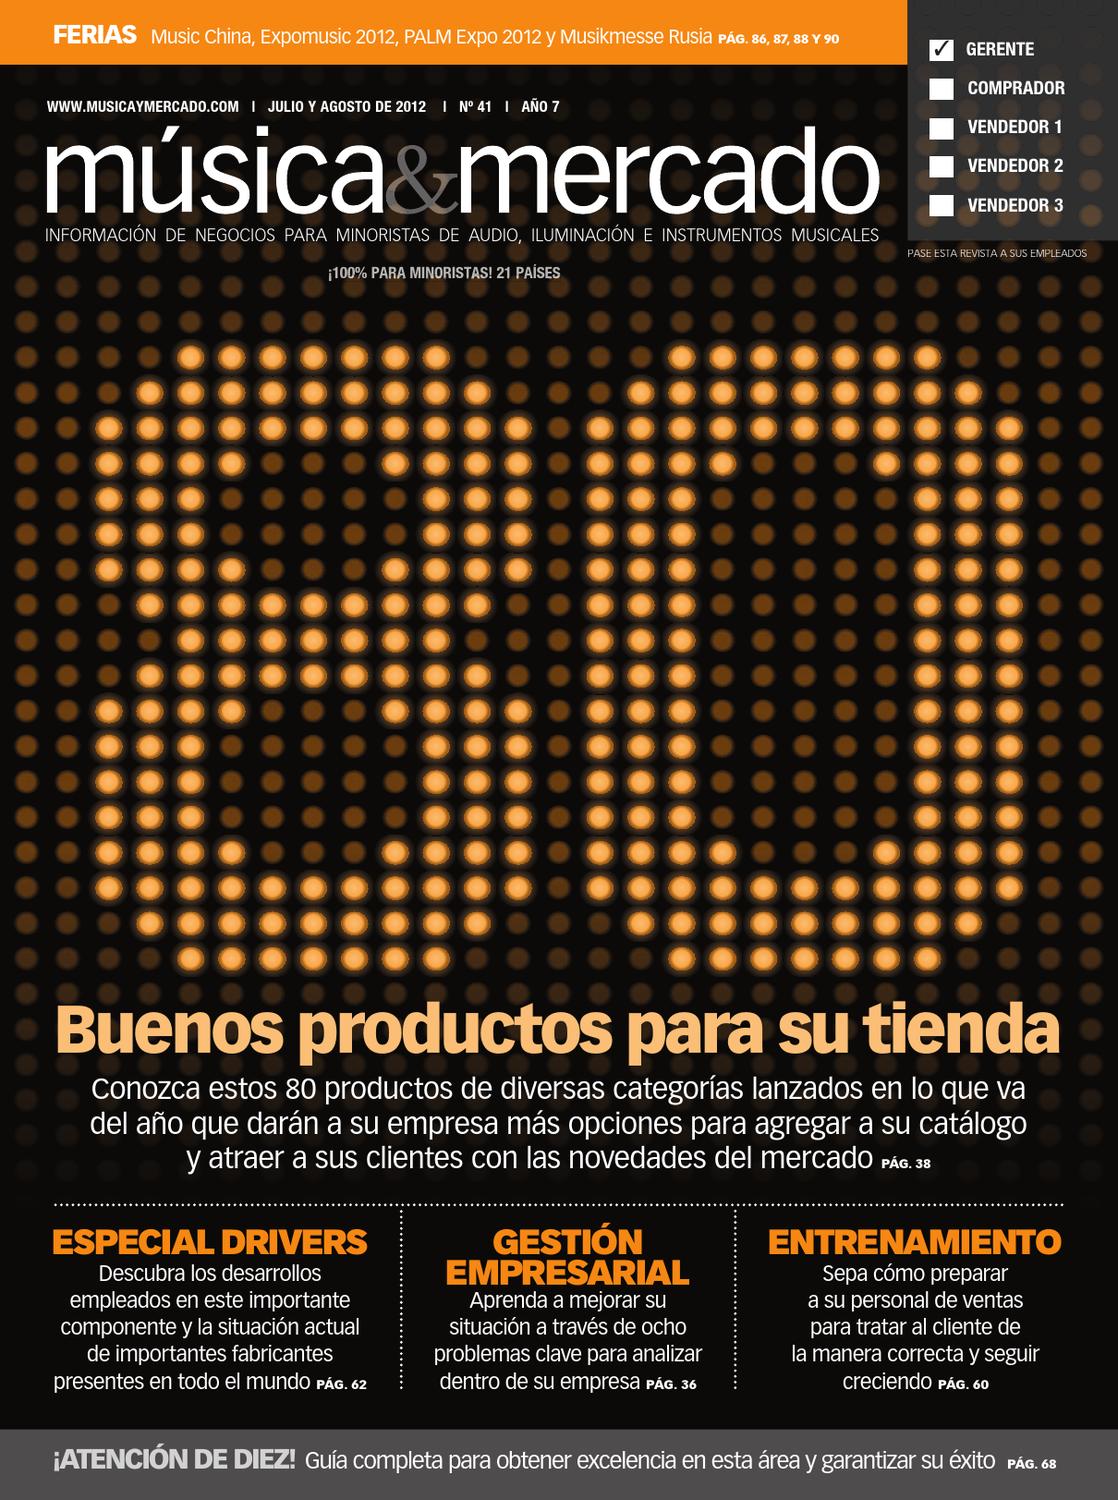 FERIAS Music China, Expomusic 2012, PALM Expo 2012 y Musikmesse Rusia PÁG. 86, 87, 88 Y 90
✓ GERENTE
COMPRADOR
VENDEDOR 1
VENDEDOR 2
VENDEDOR 3
PASE ESTA REVISTA A SUS EMPLEADOS
WWW.MUSICAYMERCADO.COM | JULIO Y AGOSTO DE 2012 | Nº 41 | AÑO 7
música&mercado
INFORMACIÓN DE NEGOCIOS PARA MINORISTAS DE AUDIO, ILUMINACIÓN E INSTRUMENTOS MUSICALES
¡100% PARA MINORISTAS! 21 PAÍSES
80
Buenos productos para su tienda
Conozca estos 80 productos de diversas categorías lanzados en lo que va
del año que darán a su empresa más opciones para agregar a su catálogo
y atraer a sus clientes con las novedades del mercado PÁG. 38
ESPECIAL DRIVERS
Descubra los desarrollos
empleados en este importante
componente y la situación actual
de importantes fabricantes
presentes en todo el mundo PÁG. 62
GESTIÓN
EMPRESARIAL
Aprenda a mejorar su
situación a través de ocho
problemas clave para analizar
dentro de su empresa PÁG. 36
ENTRENAMIENTO
Sepa cómo preparar
a su personal de ventas
para tratar al cliente de
la manera correcta y seguir
creciendo PÁG. 60
¡ATENCIÓN DE DIEZ! Guía completa para obtener excelencia en esta área y garantizar su éxito PÁG. 68